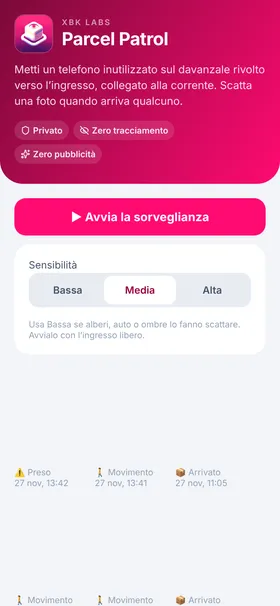 XBK LABS
Parcel Patrol
Metti un telefono inutilizzato sul davanzale rivolto
verso l'ingresso, collegato alla corrente. Scatta
una foto quando arriva qualcuno.
Privato
Zero tracciamento
Zero pubblicità
▶ Avvia la sorveglianza
Sensibilità
Bassa Media Alta
Usa Bassa se alberi, auto o ombre lo fanno scattare.
Avvialo con l'ingresso libero.
⚠️ Preso 🚶 Movimento 📦 Arrivato
27 nov, 13:42 27 nov, 13:41 27 nov, 11:05
🚶 Movimento 🚶 Movimento 📦 Arrivato